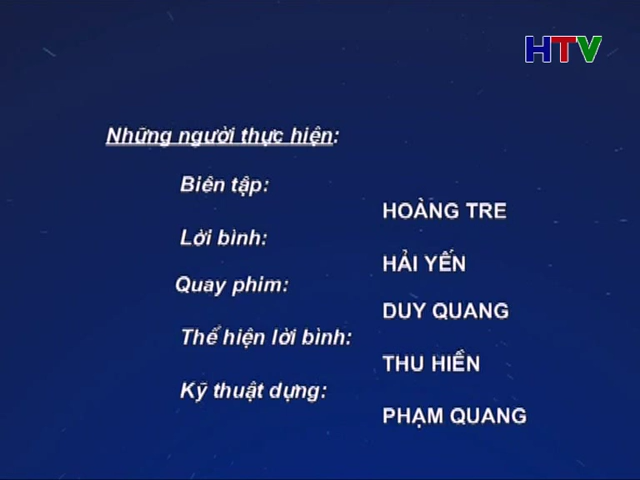 HTV
Những người thực hiện:
Biên tập:
HOÀNG TRE
Lời bình:
HẢI YẾN
Quay phim:
DUY QUANG
Thể hiện lời bình:
THU HIỀN
Kỹ thuật dựng:
PHẠM QUANG